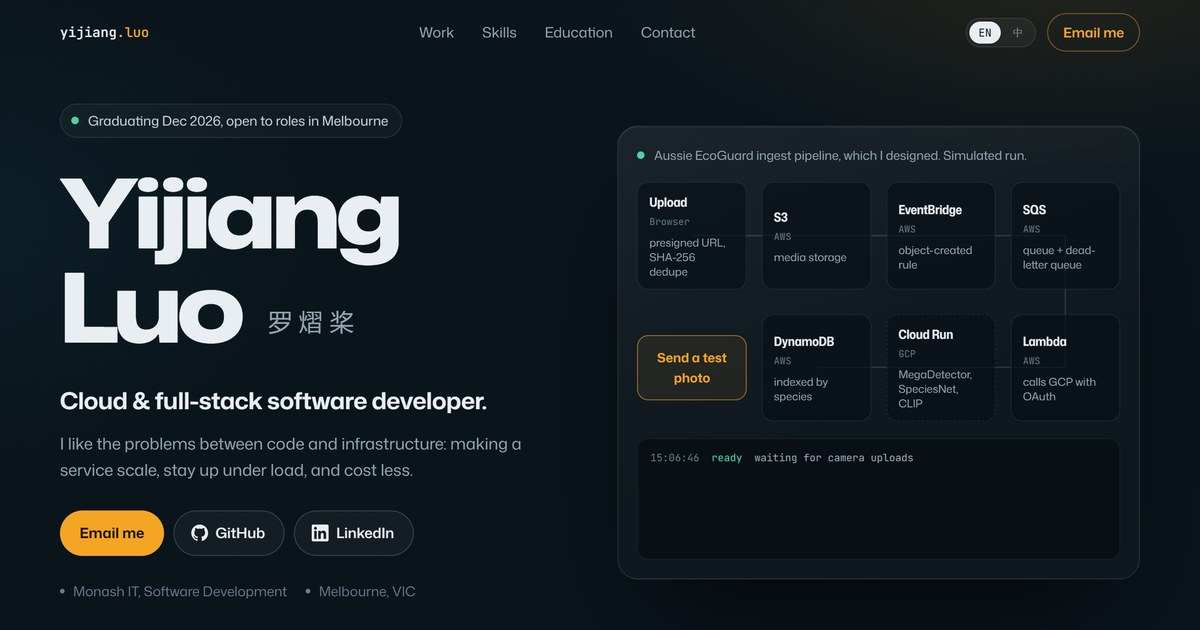 yijiang.luo
Work Skills Education Contact
EN 中
Email me
Graduating Dec 2026, open to roles in Melbourne
Yijiang
Luo 罗熠桨
Cloud & full-stack software developer.
I like the problems between code and infrastructure: making a
service scale, stay up under load, and cost less.
Email me
GitHub
LinkedIn
Monash IT, Software Development
Melbourne, VIC
Aussie EcoGuard ingest pipeline, which I designed. Simulated run.
Upload
Browser
presigned URL,
SHA-256
dedupe
S3
AWS
media storage
EventBridge
AWS
object-created
rule
SQS
AWS
queue + dead-
letter queue
Send a test
photo
DynamoDB
AWS
indexed by
species
Cloud Run
GCP
MegaDetector,
SpeciesNet,
CLIP
Lambda
AWS
calls GCP with
OAuth
15:06:46 ready waiting for camera uploads